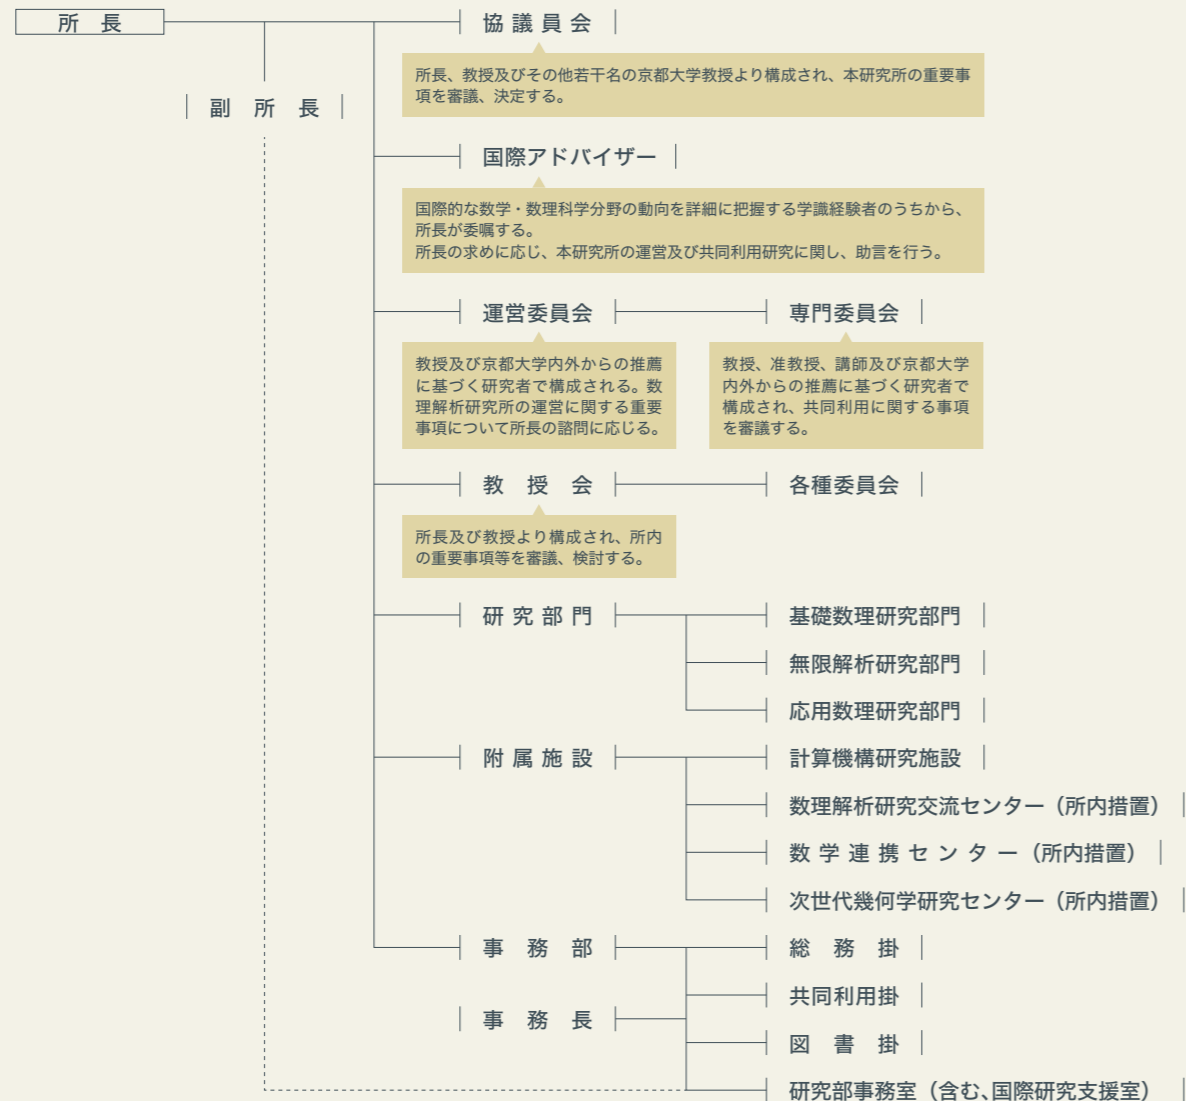 所長
協議員会
所長、教授及びその他若干名の京都大学教授より構成され、本研究所の重要事
項を審議、決定する。
副所長
国際アドバイザー
国際的な数学・数理科学分野の動向を詳細に把握する学識経験者のうちから、
所長が委嘱する。
所長の求めに応じ、本研究所の運営及び共同利用研究に関し、助言を行う。
運営委員会
教授及び京都大学内外からの推薦
に基づく研究者で構成される。数
理解析研究所の運営に関する重要
事項について所長の諮問に応じる。
専門委員会
教授、准教授、講師及び京都大学
内外からの推薦に基づく研究者で
構成され、共同利用に関する事項
を審議する。
教授会
各種委員会
所長及び教授より構成され、所内
の重要事項等を審議、検討する。
研究部門
基礎数理研究部門
無限解析研究部門
応用数理研究部門
附属施設
計算機構研究施設
数理解析研究交流センター（所内措置）
数学連携センター（所内措置）
次世代幾何学研究センター（所内措置）
事務部
総務掛
共同利用掛
事務長
図書掛
研究部事務室（含む、国際研究支援室）